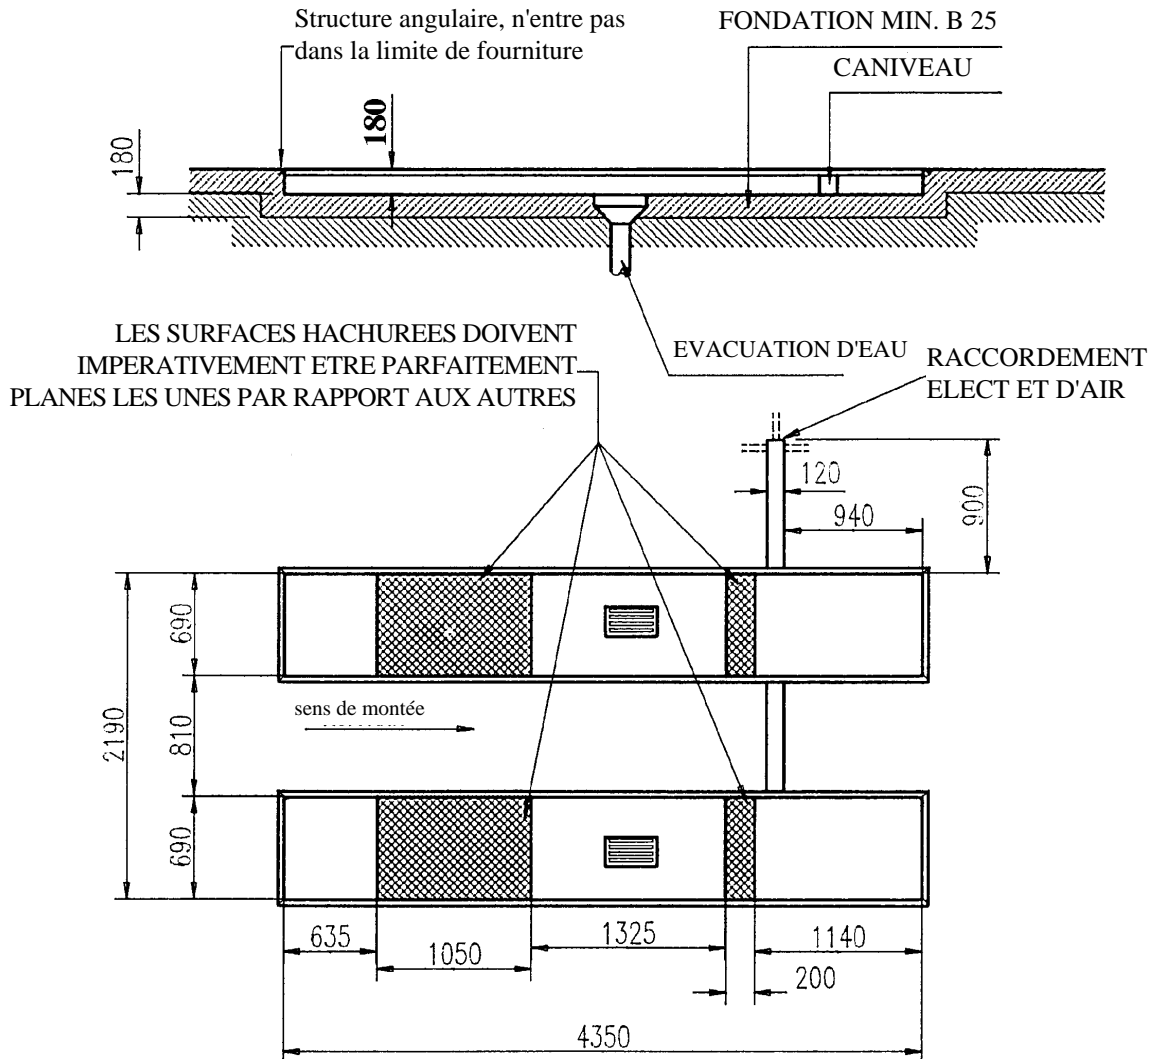 Structure angulaire, n'entre pas
dans la limite de fourniture
FONDATION MIN. B 25
CANIVEAU
180
180
LES SURFACES HACHUREES DOIVENT
IMPERATIVEMENT ETRE PARFAITEMENT
PLANES LES UNES PAR RAPPORT AUX AUTRES
EVACUATION D'EAU
RACCORDEMENT
ELECT ET D'AIR
120
940
900
690
810
690
2190
sens de montée
635
1050
1325
200
1140
4350